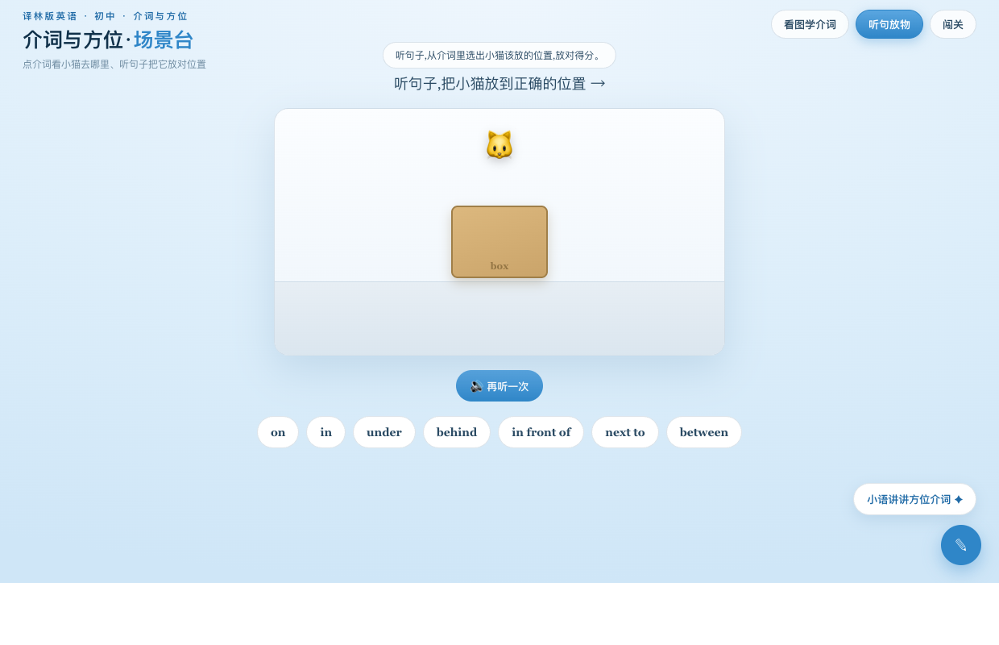 译林版英语 · 初中 · 介词与方位
介词与方位·场景台
点介词看小猫去哪里、听句子把它放对位置
看图学介词
听句放物
闯关
听句子,从介词里选出小猫该放的位置,放对得分。
听句子,把小猫放到正确的位置 →
box
🔊 再听一次
on
in
under
behind
in front of
next to
between
小语讲讲方位介词 ✦
✎